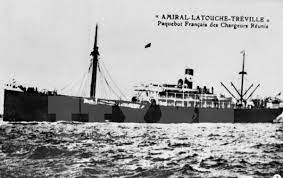 " AMIRAL-LATOUCHE-TRÉVILLE "
Paquebot Français des Chargeurs Réunis